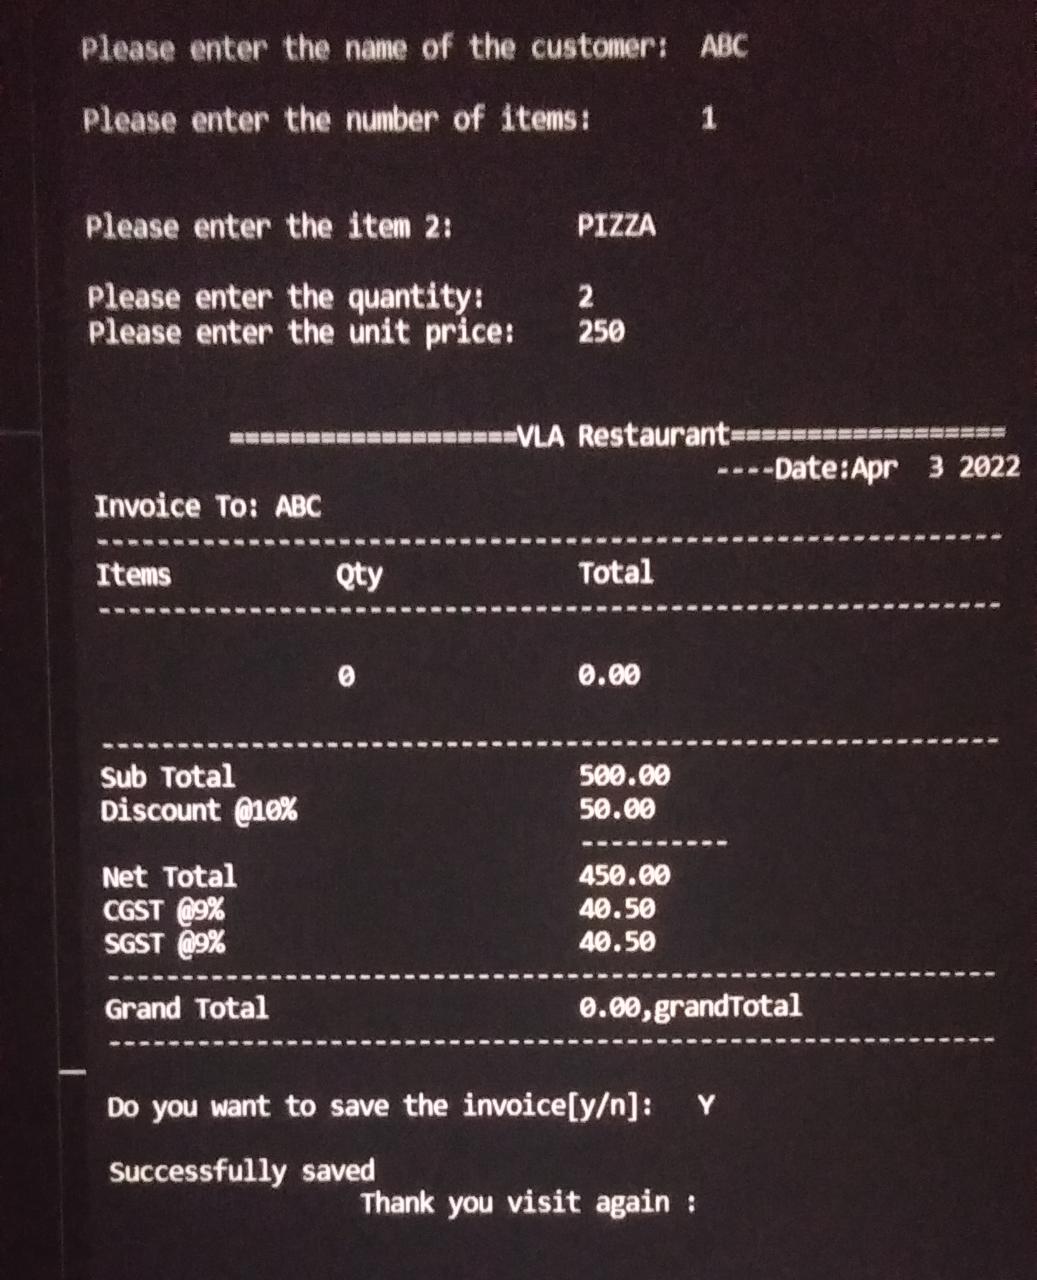 Please enter the name of the customer: ABC
Please enter the number of items: 1
Please enter the item 2: PIZZA
Please enter the quantity: 2
Please enter the unit price: 250
===================VLA Restaurant==================
----Date:Apr  3 2022
Invoice To: ABC
------------------------------------------------------------
Items Qty Total
------------------------------------------------------------
0 0.00
------------------------------------------------------------
Sub Total 500.00
Discount @10% 50.00
----------
Net Total 450.00
CGST @9% 40.50
SGST @9% 40.50
------------------------------------------------------------
Grand Total 0.00,grandTotal
------------------------------------------------------------
Do you want to save the invoice[y/n]: Y
Successfully saved
Thank you visit again :